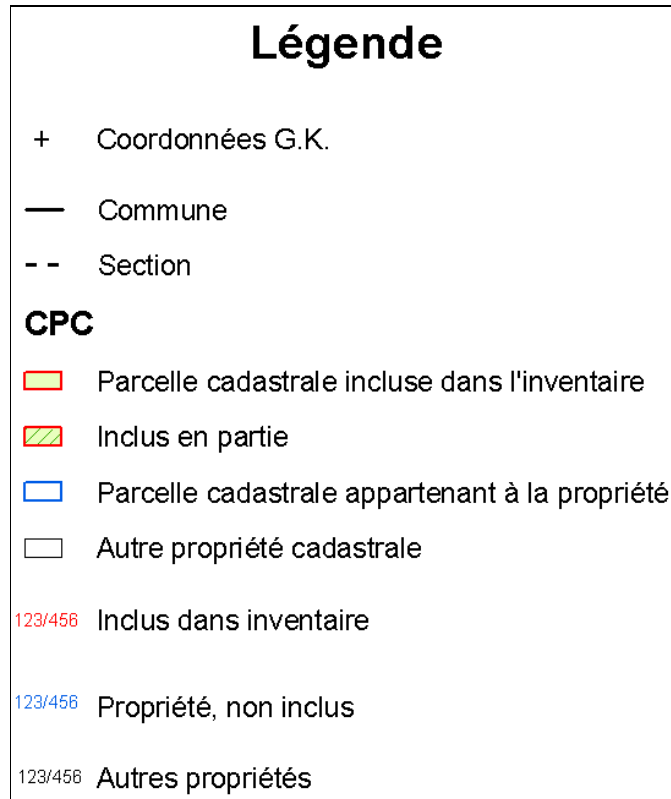 Légende
+ Coordonnées G.K.
Commune
Section
CPC
Parcelle cadastrale incluse dans l'inventaire
Inclus en partie
Parcelle cadastrale appartenant à la propriété
Autre propriété cadastrale
123/456 Inclus dans inventaire
123/456 Propriété, non inclus
123/456 Autres propriétés